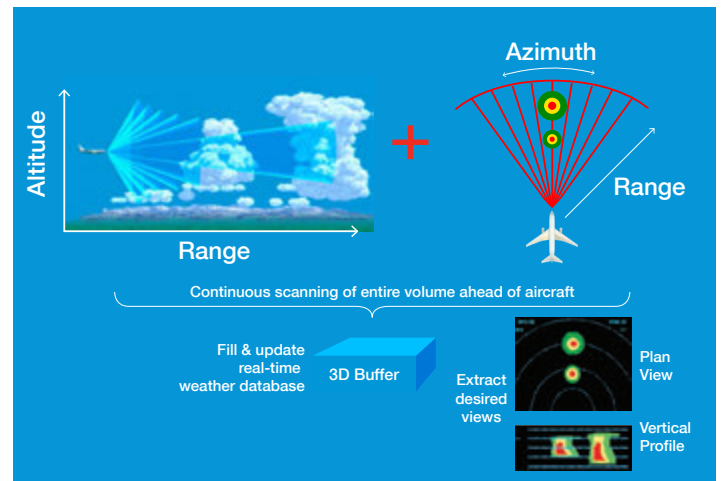 Azimuth
Altitude
Range
Range
Continuous scanning of entire volume ahead of aircraft
Fill & update
real-time
weather database
3D Buffer
Extract
desired
views
Plan
View
Vertical
Profile